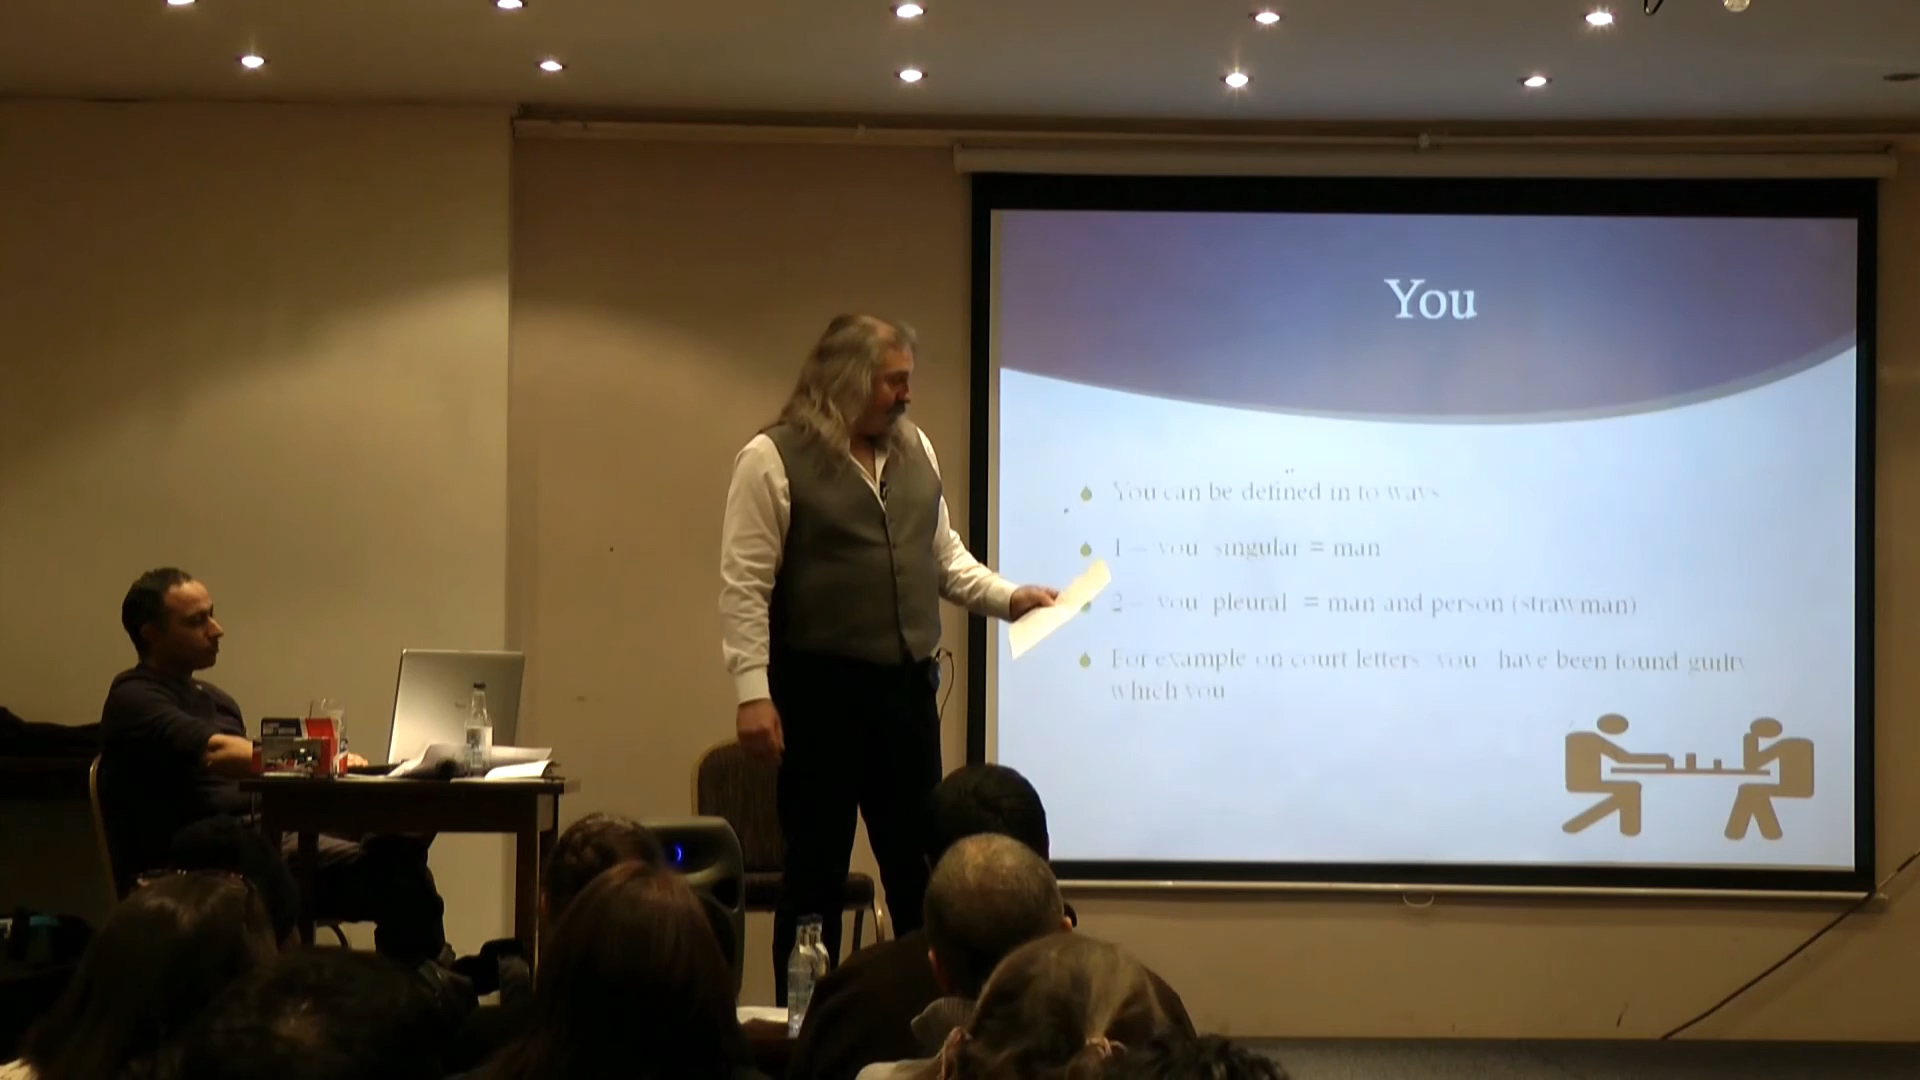 You
You can be defined in to ways
1 – you singular = man
2 – you pleural = man and person (strawman)
For example on court letters you have been found guilty
which you